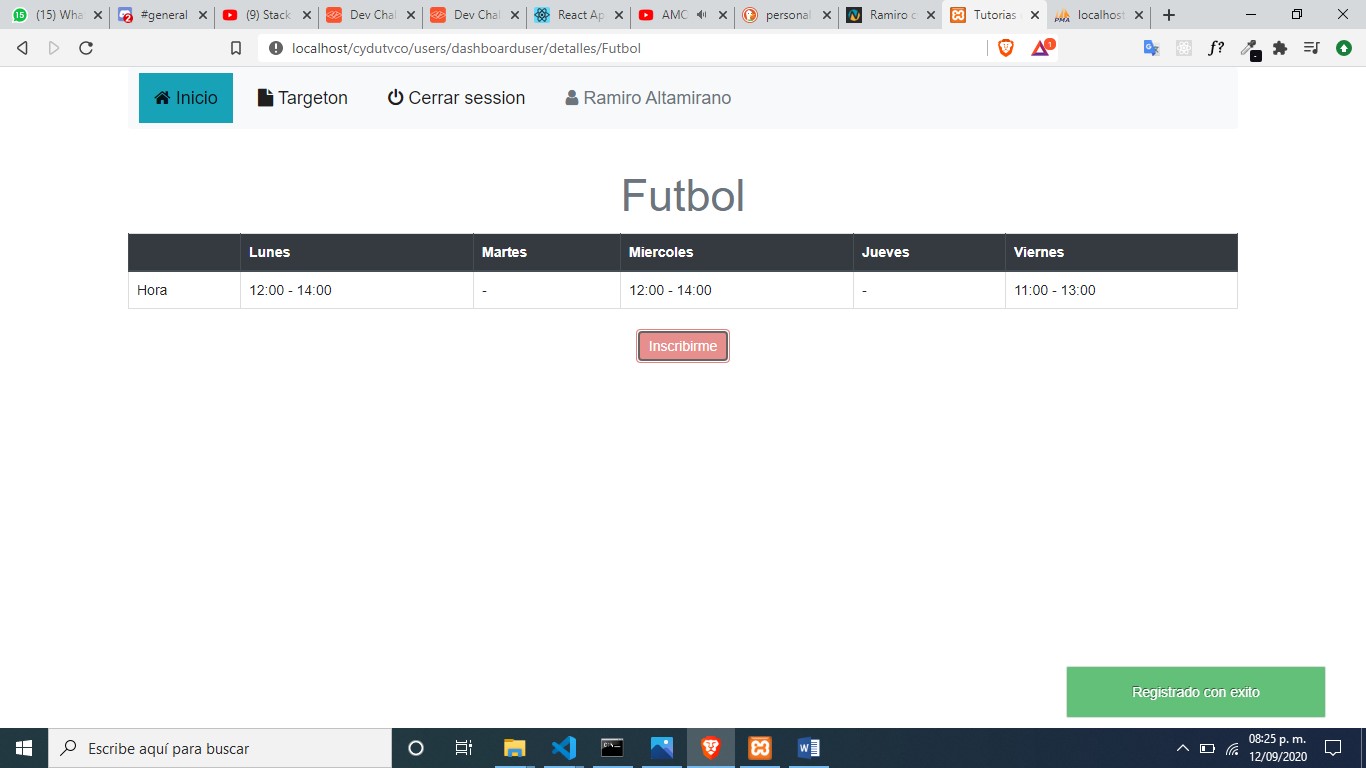 (15) Wha
#general
(9) Stack
Dev Chal
Dev Chal
React Ap
AMC
personal
Ramiro c
Tutorias
localhost
localhost/cydutvco/users/dashboarduser/detalles/Futbol
f?
1
Inicio
Targeton
Cerrar session
Ramiro Altamirano
Futbol
Lunes Martes Miercoles Jueves Viernes
Hora 12:00 - 14:00 - 12:00 - 14:00 - 11:00 - 13:00
Inscribirme
Registrado con exito
Escribe aquí para buscar
08:25 p. m.
12/09/2020